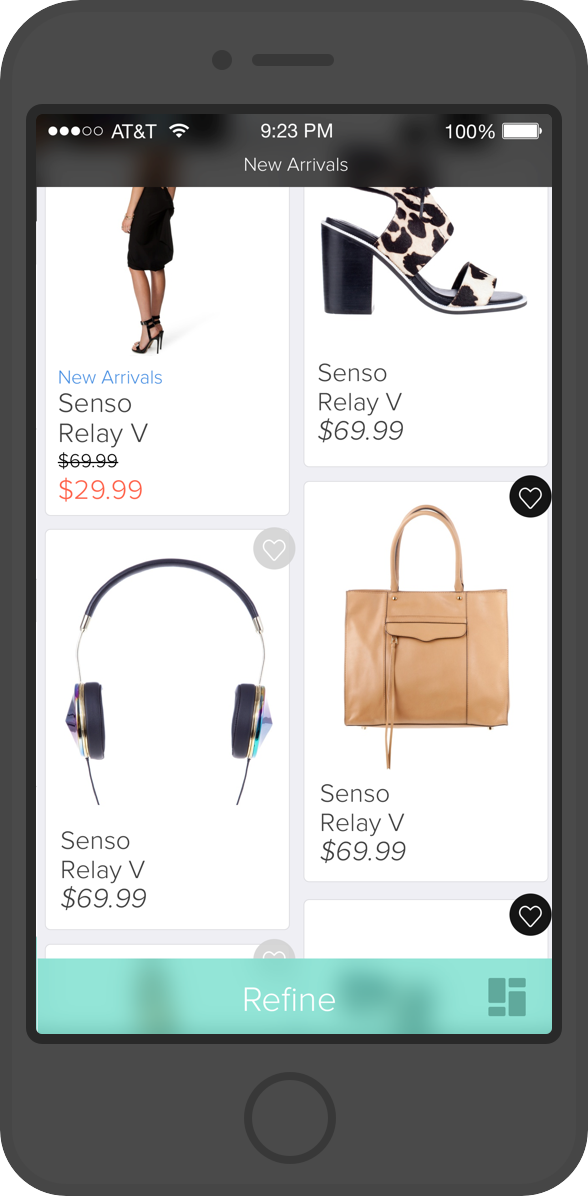 AT&T 9:23 PM 100%
New Arrivals
New Arrivals
Senso
Relay V
$69.99
$29.99
Senso
Relay V
$69.99
Senso
Relay V
$69.99
Senso
Relay V
$69.99
Refine